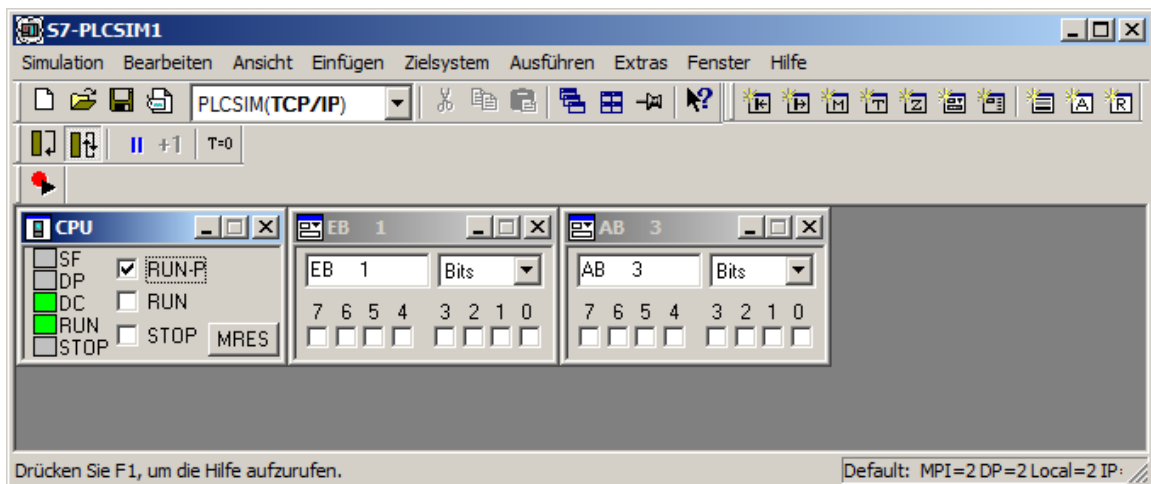 S7-PLCSIM1
Simulation Bearbeiten Ansicht Einfügen Zielsystem Ausführen Extras Fenster Hilfe
PLCSIM(TCP/IP)
E A M T Z A R
+1 T=0
CPU
SF
DP
DC
RUN
STOP
RUN-P
RUN
STOP MRES
EB 1
EB 1 Bits
7 6 5 4 3 2 1 0
AB 3
AB 3 Bits
7 6 5 4 3 2 1 0
Drücken Sie F1, um die Hilfe aufzurufen.
Default: MPI=2 DP=2 Local=2 IP: